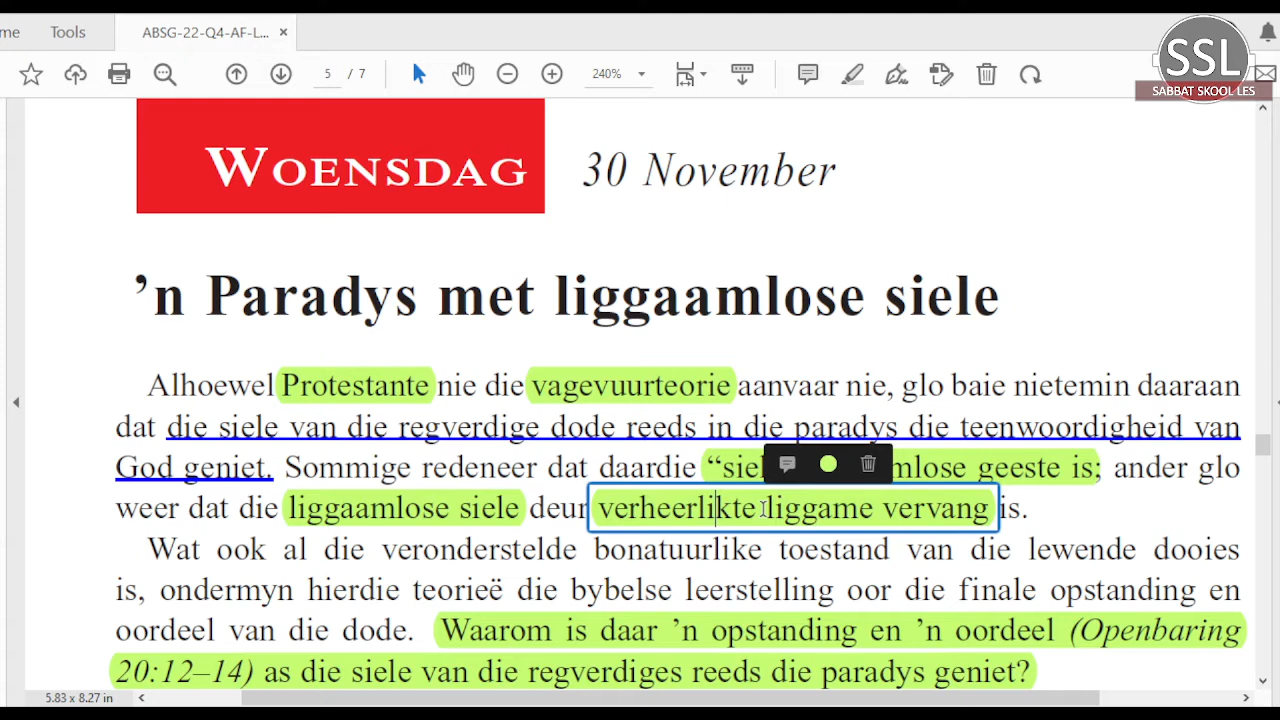 me Tools ABSG-22-Q4-AF-L... ×
5 / 7 240%
SSL
SABBAT SKOOL LES
WOENSDAG 30 November
’n Paradys met liggaamlose siele
Alhoewel Protestante nie die vagevuurteorie aanvaar nie, glo baie nietemin daaraan
dat die siele van die regverdige dode reeds in die paradys die teenwoordigheid van
God geniet. Sommige redeneer dat daardie geeste is; ander glo
weer dat die liggaamlose siele deur verheerlikte liggame vervang is.
Wat ook al die veronderstelde bonatuurlike toestand van die lewende dooies
is, ondermyn hierdie teorieë die bybelse leerstelling oor die finale opstanding en
oordeel van die dode. Waarom is daar ’n opstanding en ’n oordeel (Openbaring
20:12–14) as die siele van die regverdiges reeds die paradys geniet?
5.83 x 8.27 in